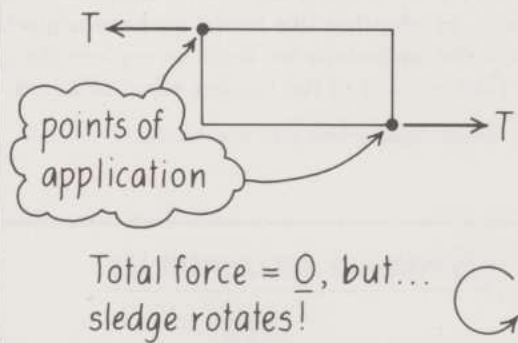 T
points of
application
T
Total force = 0, but...
sledge rotates!